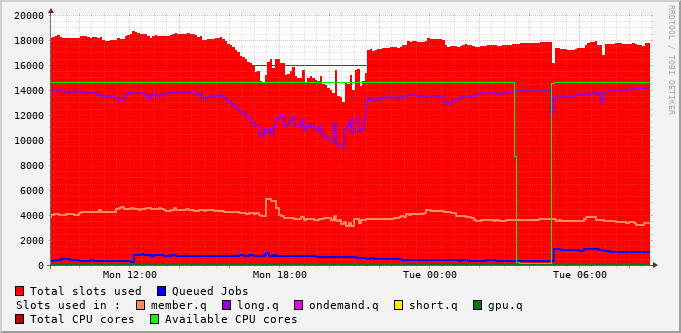 20000
18000
16000
14000
12000
10000
8000
6000
4000
2000
0
Mon 12:00 Mon 18:00 Tue 00:00 Tue 06:00
RRDTOOL / TOBI OETIKER
Total slots used Queued Jobs
Slots used in : member.q long.q ondemand.q short.q gpu.q
Total CPU cores Available CPU cores